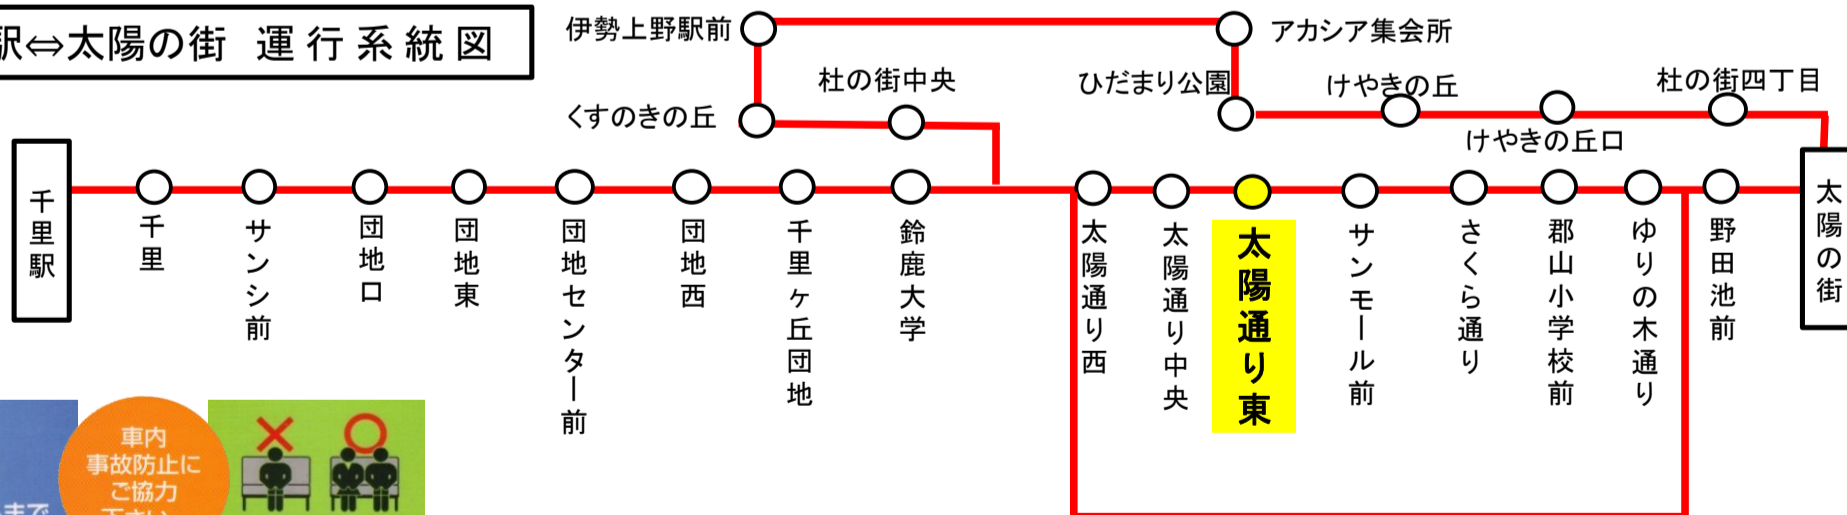 駅⇔太陽の街 運行系統図
伊勢上野駅前
アカシア集会所
杜の街中央
ひだまり公園
けやきの丘
杜の街四丁目
くすのきの丘
けやきの丘口
千里駅
千里
サンシ前
団地口
団地東
団地センター前
団地西
千里ヶ丘団地
鈴鹿大学
太陽通り西
太陽通り中央
太陽通り東
サンモール前
さくら通り
郡山小学校前
ゆりの木通り
野田池前
太陽の街
車内
事故防止に
ご協力
まで